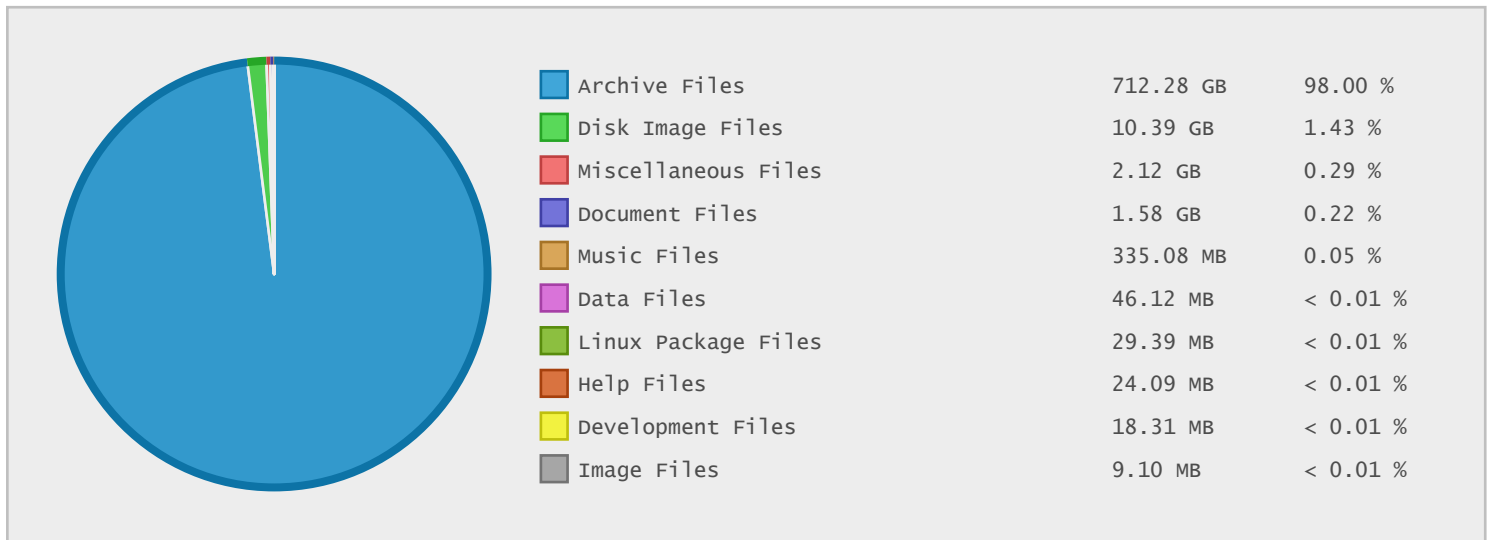 Archive Files 712.28 GB 98.00 %
Disk Image Files 10.39 GB 1.43 %
Miscellaneous Files 2.12 GB 0.29 %
Document Files 1.58 GB 0.22 %
Music Files 335.08 MB 0.05 %
Data Files 46.12 MB < 0.01 %
Linux Package Files 29.39 MB < 0.01 %
Help Files 24.09 MB < 0.01 %
Development Files 18.31 MB < 0.01 %
Image Files 9.10 MB < 0.01 %